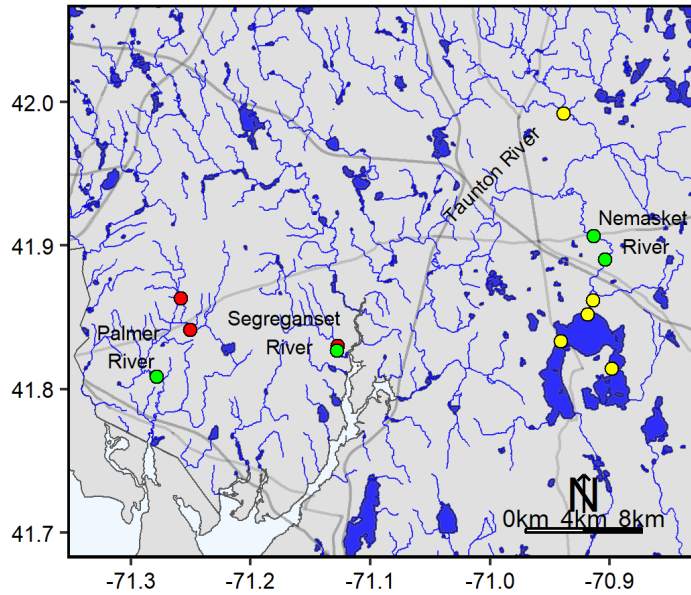 42.0
Taunton River
Nemasket
River
41.9
Segreganset
River
Palmer
River
41.8
N
0km 4km 8km
41.7
-71.3 -71.2 -71.1 -71.0 -70.9